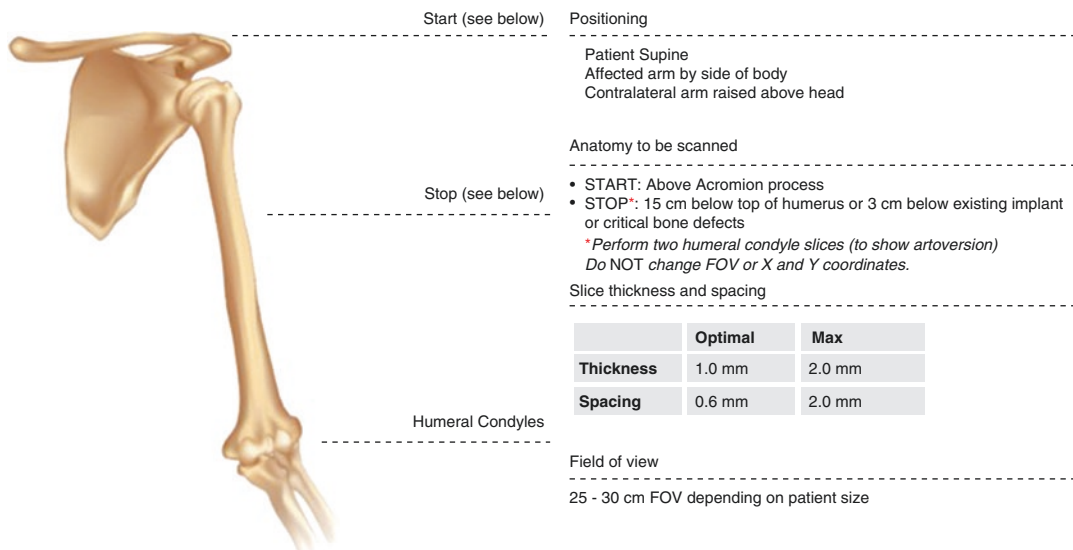 Start (see below)
Positioning
Patient Supine
Affected arm by side of body
Contralateral arm raised above head
Anatomy to be scanned
• START: Above Acromion process
Stop (see below)
• STOP*: 15 cm below top of humerus or 3 cm below existing implant
or critical bone defects
*Perform two humeral condyle slices (to show artoversion)
Do NOT change FOV or X and Y coordinates.
Slice thickness and spacing
Optimal Max
Thickness 1.0 mm 2.0 mm
Spacing 0.6 mm 2.0 mm
Humeral Condyles
Field of view
25 - 30 cm FOV depending on patient size